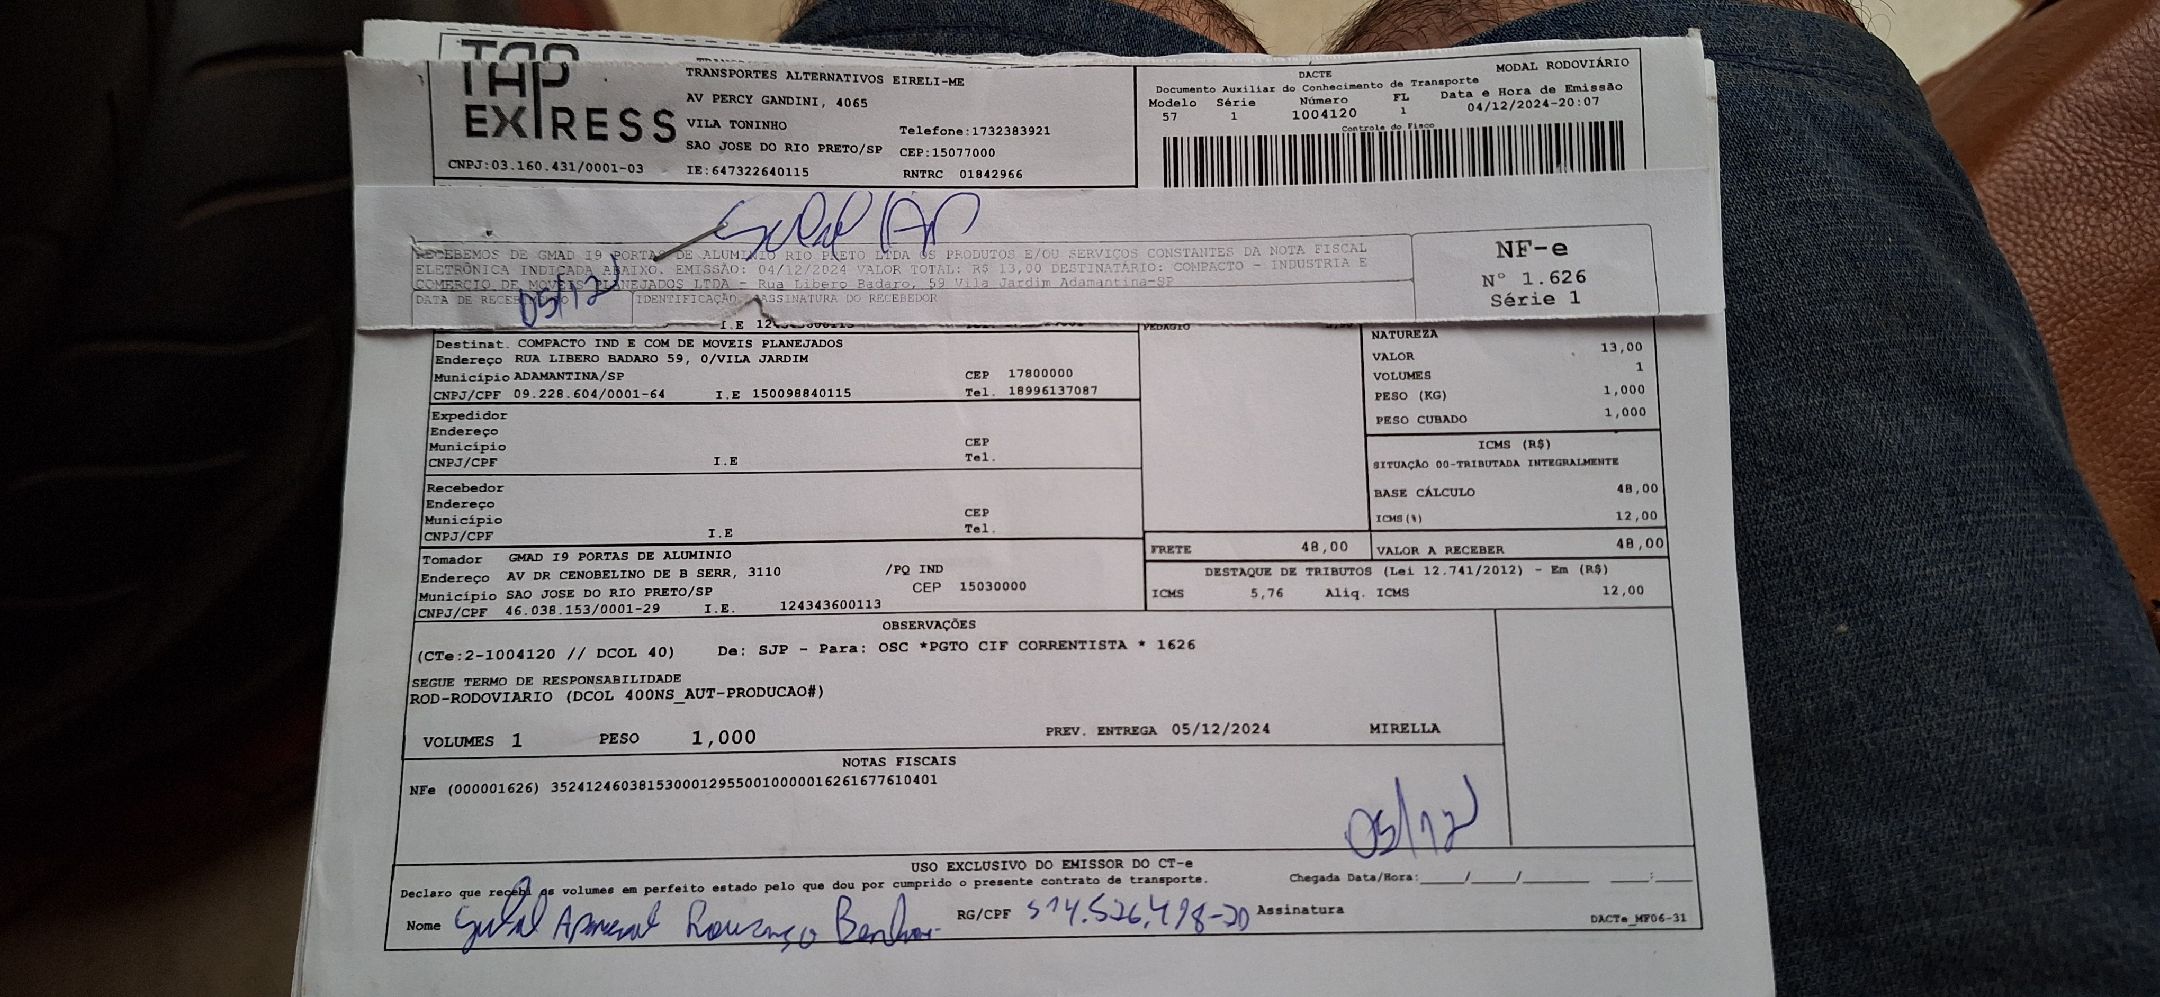 TAP
EXPRESS
TRANSPORTES ALTERNATIVOS EIRELI-ME
AV PERCY GANDINI, 4065
VILA TONINHO
Telefone:1732383921
SAO JOSE DO RIO PRETO/SP CEP:15077000
CNPJ:03.160.431/0001-03 IE:647322640115 RNTRC 01842966
DACTE MODAL RODOVIÁRIO
Documento Auxiliar do Conhecimento de Transporte
Modelo Série Número FL Data e Hora de Emissão
57 1 1004120 1 04/12/2024-20:07
Controle do Fisco
RECEBEMOS DE GMAD I9 PORTAS DE ALUMINIO RIO PRETO LTDA OS PRODUTOS E/OU SERVIÇOS CONSTANTES DA NOTA FISCAL
ELETRÔNICA INDICADA ABAIXO. EMISSÃO: 04/12/2024 VALOR TOTAL: R$ 13,00 DESTINATÁRIO: COMPACTO - INDUSTRIA E
COMERCIO DE MOVEIS PLANEJADOS LTDA - Rua Libero Badaro, 59 Vila Jardim Adamantina-SP
DATA DE 05/12 IDENTIFICAÇÃO ASSINATURA DO RECEBEDOR
NF-e
Nº 1.626
Série 1
I.E PEDÁGIO
Destinat. COMPACTO IND E COM DE MOVEIS PLANEJADOS
Endereço RUA LIBERO BADARO 59, 0/VILA JARDIM
Município ADAMANTINA/SP CEP 17800000
CNPJ/CPF 09.228.604/0001-64 I.E 150098840115 Tel. 18996137087
Expedidor
Endereço
Município CEP
CNPJ/CPF I.E Tel.
Recebedor
Endereço
Município CEP
CNPJ/CPF I.E Tel.
NATUREZA
VALOR 13,00
VOLUMES 1
PESO (KG) 1,000
PESO CUBADO 1,000
ICMS (R$)
SITUAÇÃO 00-TRIBUTADA INTEGRALMENTE
BASE CÁLCULO 48,00
ICMS(%) 12,00
Tomador GMAD I9 PORTAS DE ALUMINIO
Endereço AV DR CENOBELINO DE B SERR, 3110 /PQ IND
Município SAO JOSE DO RIO PRETO/SP CEP 15030000
CNPJ/CPF 46.038.153/0001-29 I.E. 124343600113
FRETE 48,00 VALOR A RECEBER 48,00
DESTAQUE DE TRIBUTOS (Lei 12.741/2012) - Em (R$)
ICMS 5,76 Aliq. ICMS 12,00
OBSERVAÇÕES
(CTe:2-1004120 // DCOL 40) De: SJP - Para: OSC *PGTO CIF CORRENTISTA * 1626
SEGUE TERMO DE RESPONSABILIDADE
ROD-RODOVIARIO (DCOL 400NS_AUT-PRODUCAO#)
VOLUMES 1 PESO 1,000 PREV. ENTREGA 05/12/2024 MIRELLA
NOTAS FISCAIS
NFe (000001626) 35241246038153000129550010000016261677610401
05/12
USO EXCLUSIVO DO EMISSOR DO CT-e
Declaro que recebi os volumes em perfeito estado pelo que dou por cumprido o presente contrato de transporte. Chegada Data/Hora:____/____/________ ____:____
Nome RG/CPF 574.526.498-20 Assinatura
DACTe_MF06-31